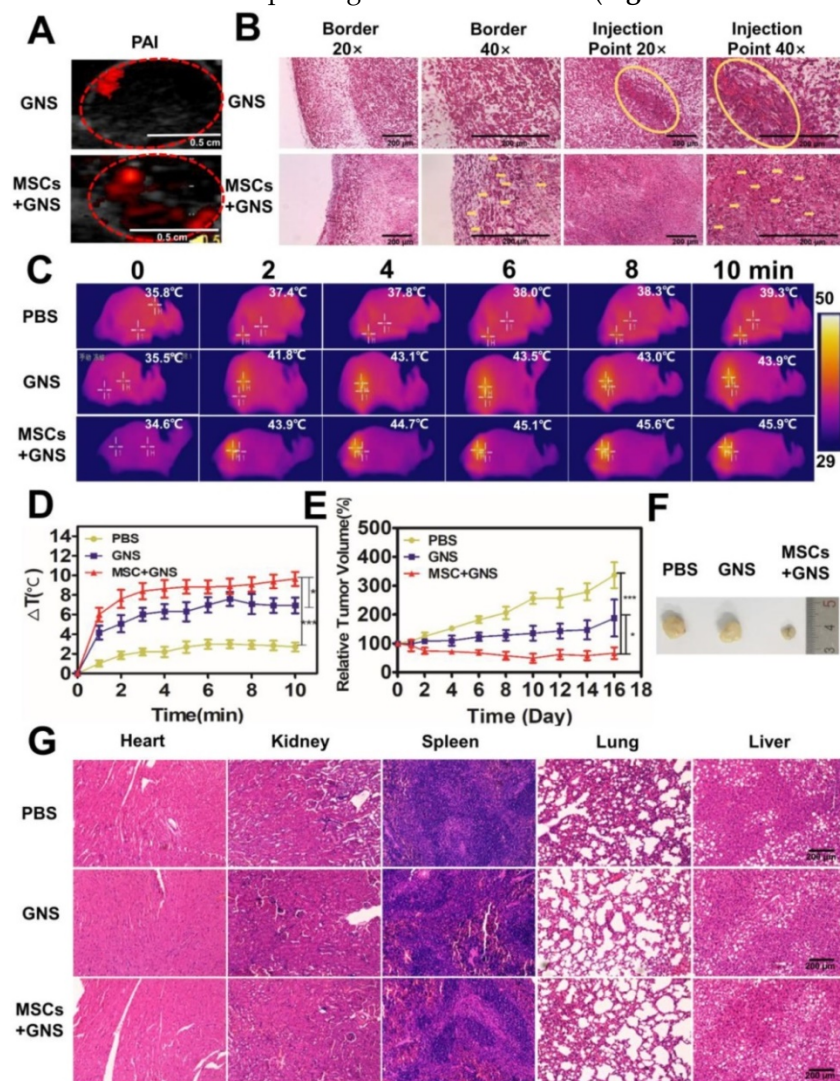 A
PAI
GNS
0.5 cm
MSCs
+GNS
0.5 cm
B
Border
20×
Border
40×
Injection
Point 20×
Injection
Point 40×
GNS
200 μm
200 μm
200 μm
200 μm
MSCs
+GNS
200 μm
200 μm
200 μm
200 μm
C
0
2
4
6
8
10 min
PBS
35.8℃
37.4℃
37.8℃
38.0℃
38.3℃
39.3℃
GNS
35.5℃
41.8℃
43.1℃
43.5℃
43.0℃
43.9℃
MSCs
+GNS
34.6℃
43.9℃
44.7℃
45.1℃
45.6℃
45.9℃
50
29
D
PBS
GNS
MSC+GNS
△T(℃)
14
12
10
8
6
4
2
0
*
***
0 2 4 6 8 10
Time(min)
E
PBS
GNS
MSC+GNS
Relative Tumor Volume(%)
500
400
300
200
100
0
***
*
0 2 4 6 8 10 12 14 16 18
Time (Day)
F
PBS
GNS
MSCs
+GNS
5
4
3
G
Heart
Kidney
Spleen
Lung
Liver
PBS
200 μm
GNS
200 μm
MSCs
+GNS
200 μm